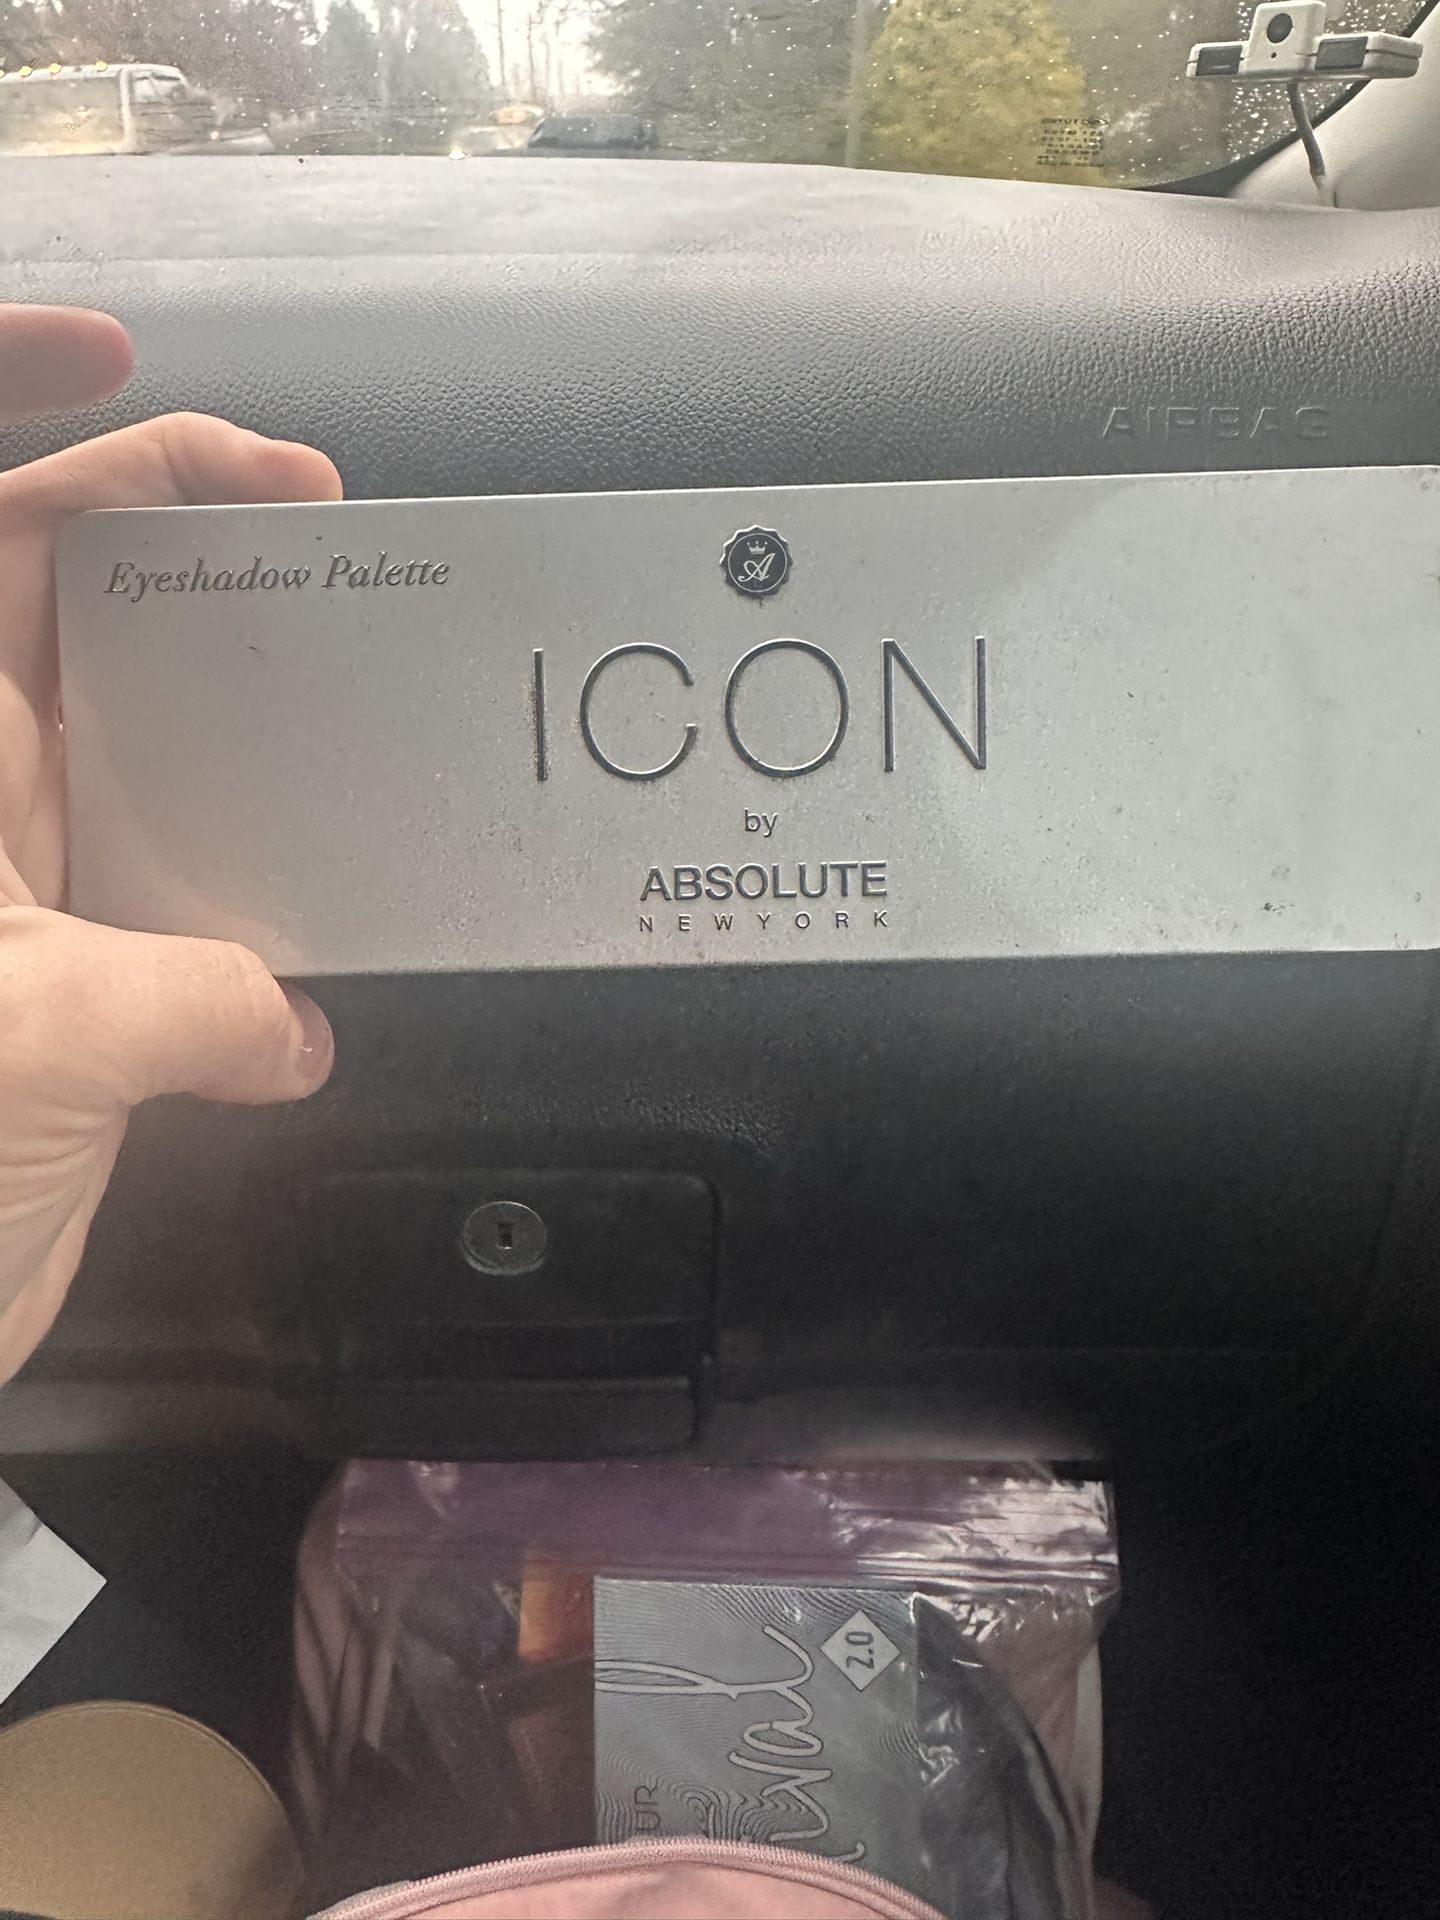 AIRBAG
Eyeshadow Palette
A
ICON
by
ABSOLUTE
NEW YORK
2.0